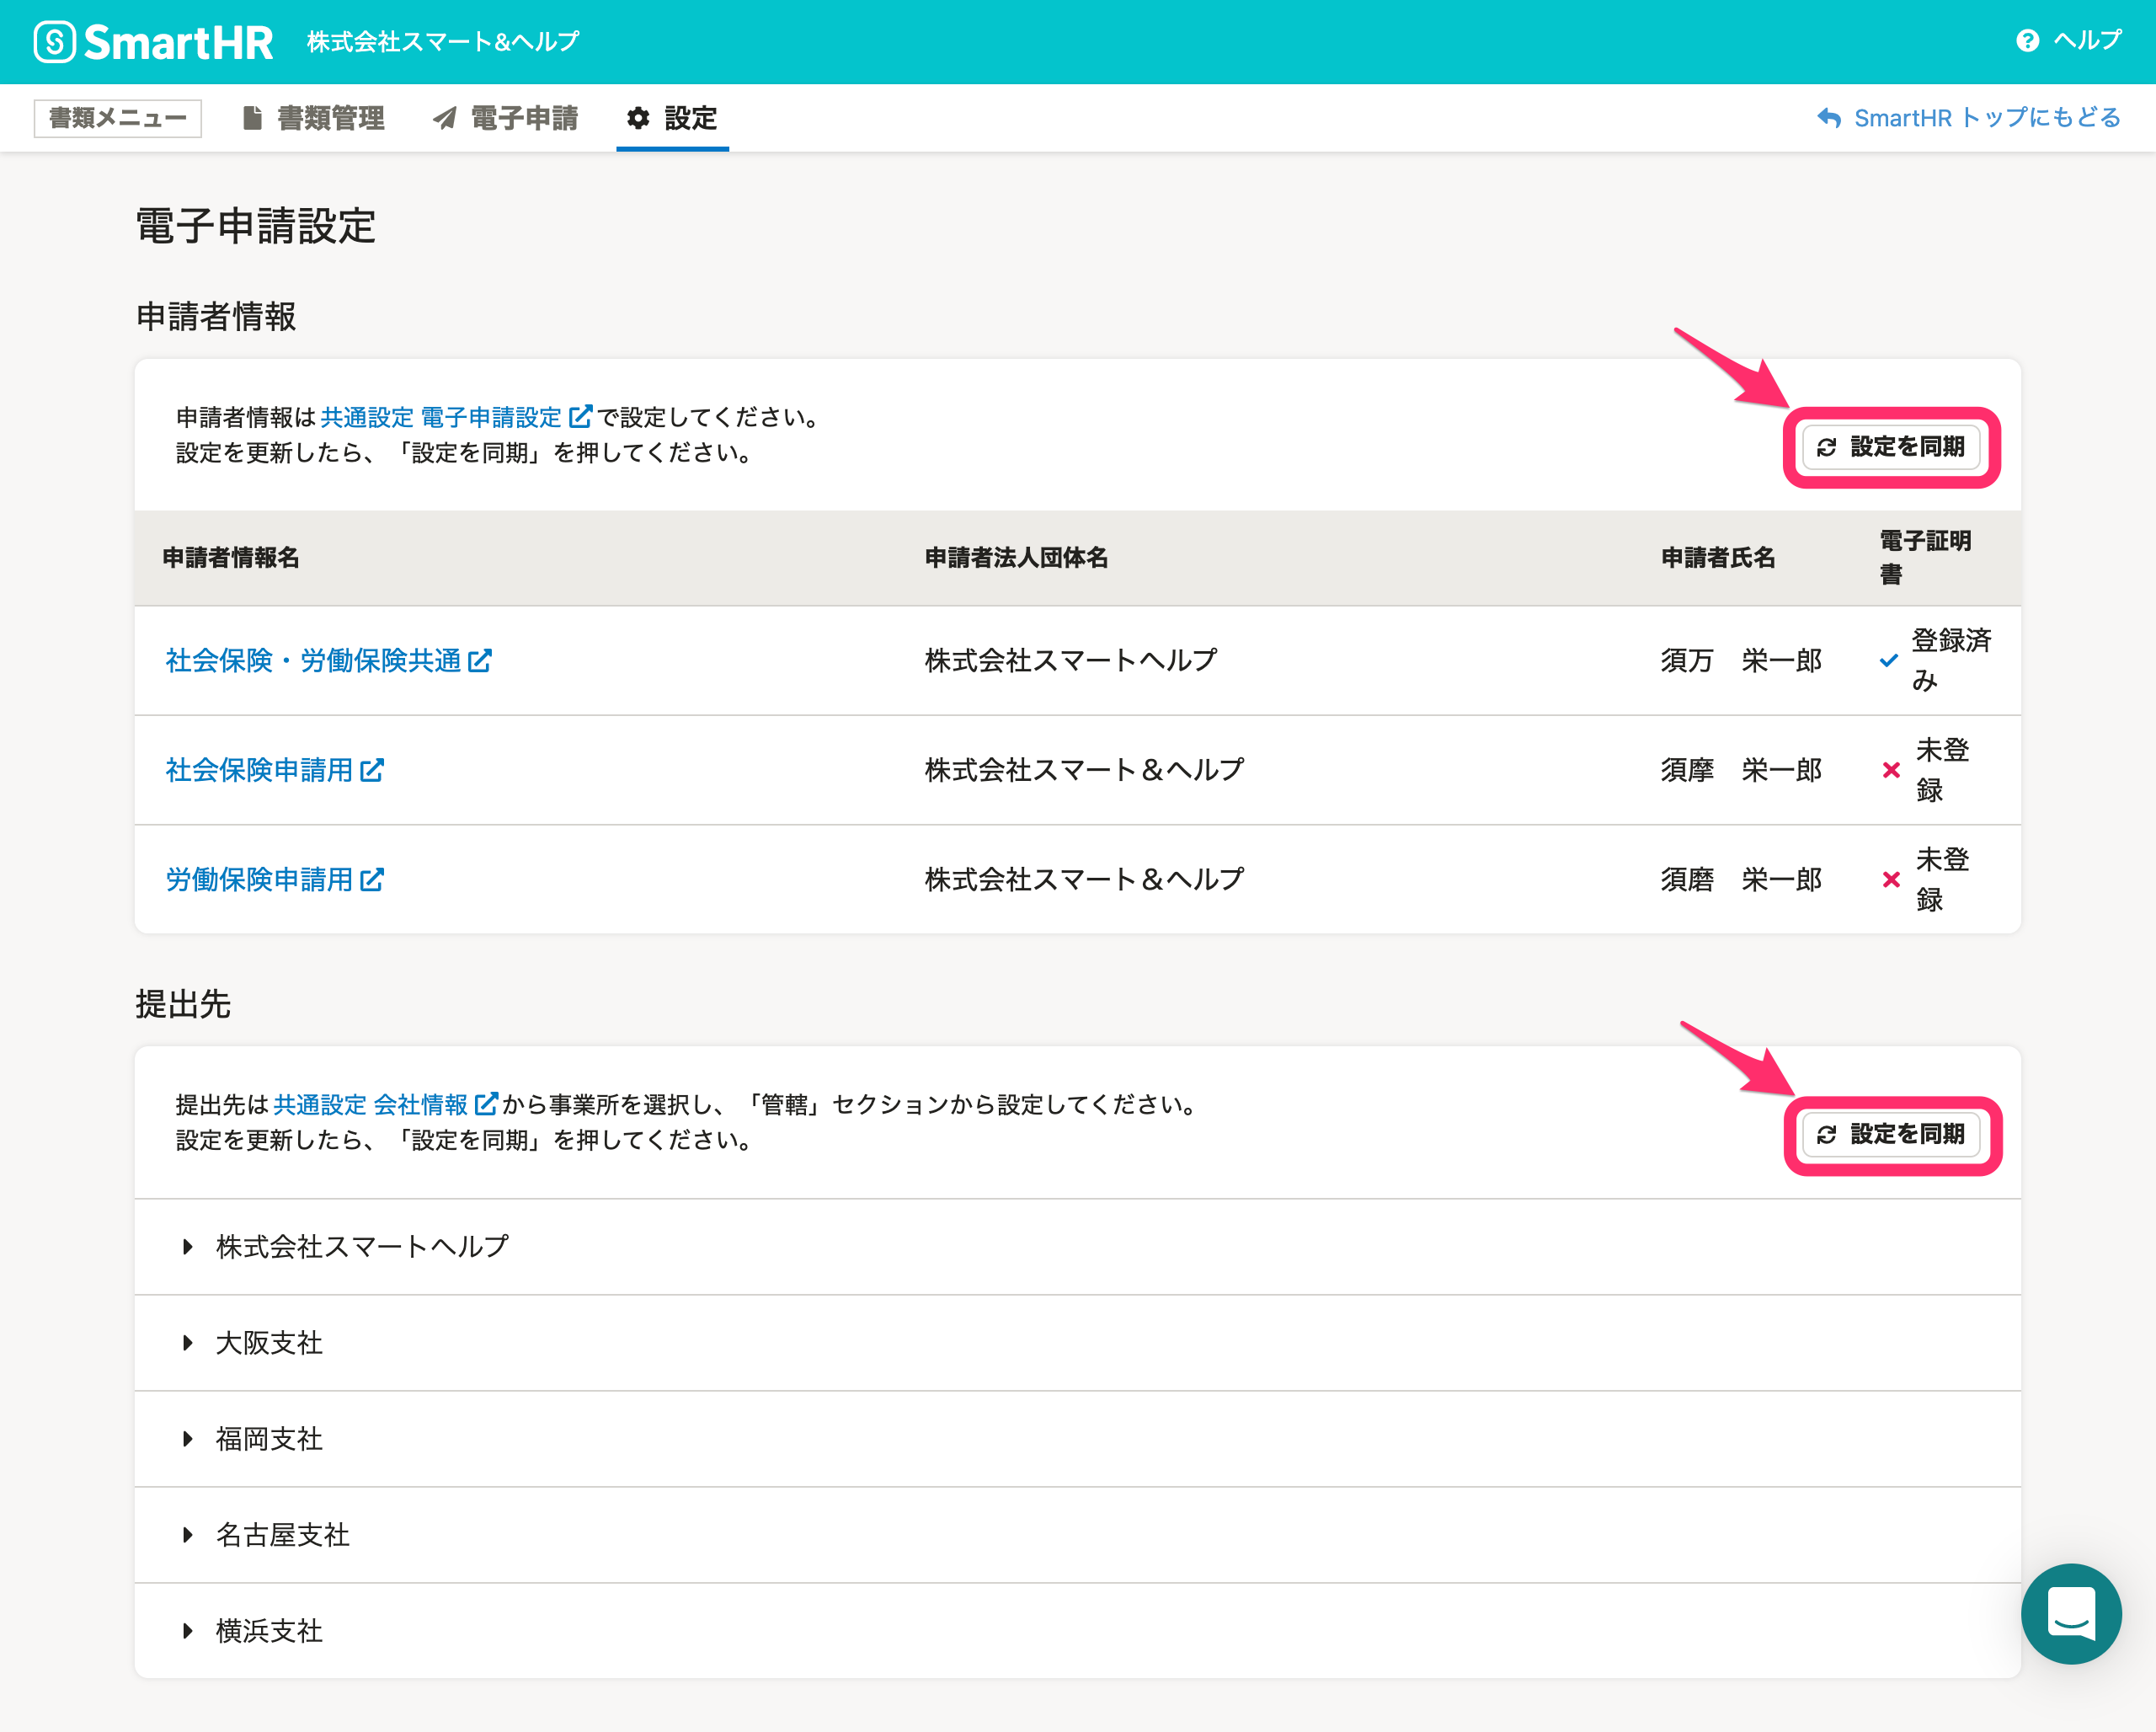 SmartHR 株式会社スマート&ヘルプ ヘルプ
書類メニュー 書類管理 電子申請 設定 SmartHR トップにもどる
電子申請設定
申請者情報
申請者情報は共通設定 電子申請設定で設定してください。
設定を更新したら、「設定を同期」を押してください。
設定を同期
申請者情報名 申請者法人団体名 申請者氏名 電子証明
書
社会保険・労働保険共通 株式会社スマートヘルプ 須万　栄一郎 登録済
み
社会保険申請用 株式会社スマート＆ヘルプ 須摩　栄一郎 未登
録
労働保険申請用 株式会社スマート＆ヘルプ 須磨　栄一郎 未登
録
提出先
提出先は共通設定 会社情報から事業所を選択し、「管轄」セクションから設定してください。
設定を更新したら、「設定を同期」を押してください。
設定を同期
株式会社スマートヘルプ
大阪支社
福岡支社
名古屋支社
横浜支社